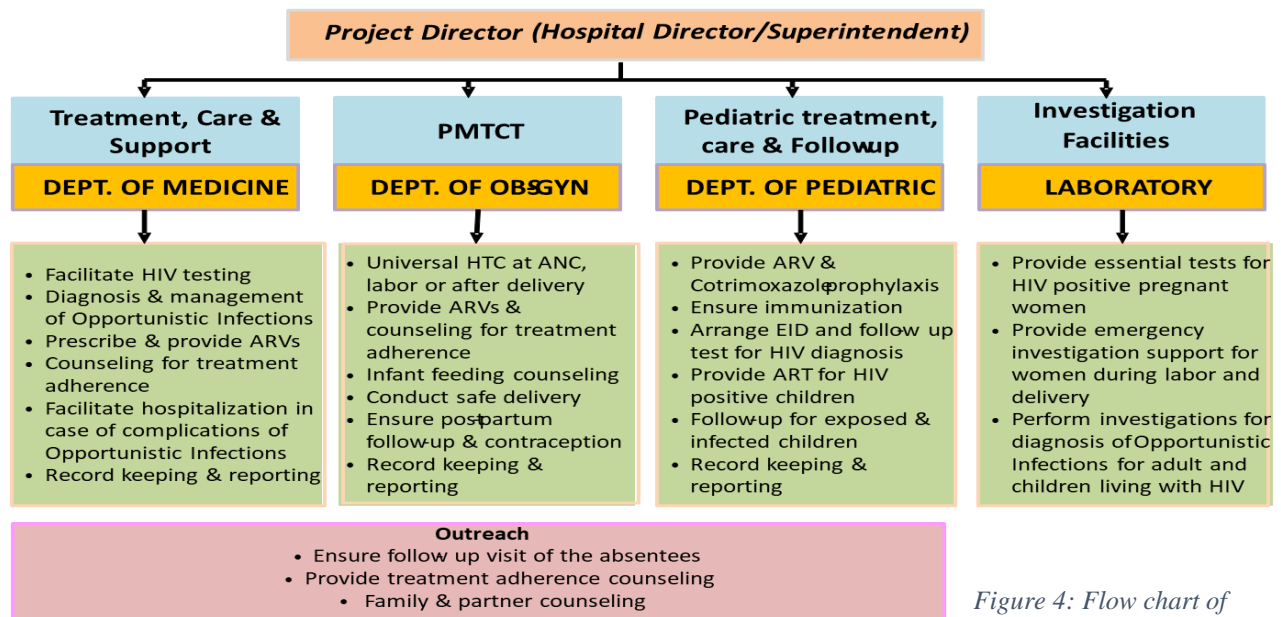 Project Director (Hospital Director/Superintendent)
Treatment, Care &
Support
DEPT. OF MEDICINE
• Facilitate HIV testing
• Diagnosis & management
of Opportunistic Infections
• Prescribe & provide ARVs
• Counseling for treatment
adherence
• Facilitate hospitalization in
case of complications of
Opportunistic Infections
• Record keeping & reporting
PMTCT
DEPT. OF OBS-GYN
• Universal HTC at ANC,
labor or after delivery
• Provide ARVs &
counseling for treatment
adherence
• Infant feeding counseling
• Conduct safe delivery
• Ensure post-partum
follow-up & contraception
• Record keeping &
reporting
Pediatric treatment,
care & Followup
DEPT. OF PEDIATRIC
• Provide ARV &
Cotrimoxazole prophylaxis
• Ensure immunization
• Arrange EID and follow up
test for HIV diagnosis
• Provide ART for HIV
positive children
• Follow-up for exposed &
infected children
• Record keeping &
reporting
Investigation
Facilities
LABORATORY
• Provide essential tests for
HIV positive pregnant
women
• Provide emergency
investigation support for
women during labor and
delivery
• Perform investigations for
diagnosis of Opportunistic
Infections for adult and
children living with HIV
Outreach
• Ensure follow up visit of the absentees
• Provide treatment adherence counseling
• Family & partner counseling
Figure 4: Flow chart of